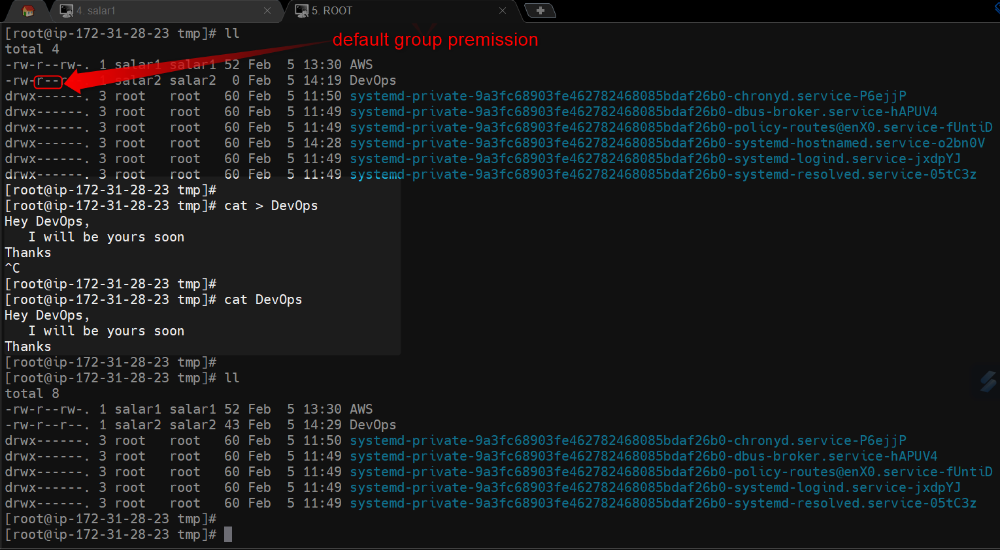 4. salar1
5. ROOT
[root@ip-172-31-28-23 tmp]# ll
default group premission
total 4
-rw-r--rw-. 1 salar1 salar1 52 Feb  5 13:30 AWS
-rw-r--r 1 salar2 salar2  0 Feb  5 14:19 DevOps
drwx------. 3 root   root   60 Feb  5 11:50 systemd-private-9a3fc68903fe462782468085bdaf26b0-chronyd.service-P6ejjP
drwx------. 3 root   root   60 Feb  5 11:49 systemd-private-9a3fc68903fe462782468085bdaf26b0-dbus-broker.service-hAPUV4
drwx------. 3 root   root   60 Feb  5 11:49 systemd-private-9a3fc68903fe462782468085bdaf26b0-policy-routes@enX0.service-fUntiD
drwx------. 3 root   root   60 Feb  5 14:28 systemd-private-9a3fc68903fe462782468085bdaf26b0-systemd-hostnamed.service-o2bn0V
drwx------. 3 root   root   60 Feb  5 11:49 systemd-private-9a3fc68903fe462782468085bdaf26b0-systemd-logind.service-jxdpYJ
drwx------. 3 root   root   60 Feb  5 11:49 systemd-private-9a3fc68903fe462782468085bdaf26b0-systemd-resolved.service-05tC3z
[root@ip-172-31-28-23 tmp]#
[root@ip-172-31-28-23 tmp]# cat > DevOps
Hey DevOps,
   I will be yours soon
Thanks
^C
[root@ip-172-31-28-23 tmp]#
[root@ip-172-31-28-23 tmp]# cat DevOps
Hey DevOps,
   I will be yours soon
Thanks
[root@ip-172-31-28-23 tmp]#
[root@ip-172-31-28-23 tmp]# ll
total 8
-rw-r--rw-. 1 salar1 salar1 52 Feb  5 13:30 AWS
-rw-r--r--. 1 salar2 salar2 43 Feb  5 14:29 DevOps
drwx------. 3 root   root   60 Feb  5 11:50 systemd-private-9a3fc68903fe462782468085bdaf26b0-chronyd.service-P6ejjP
drwx------. 3 root   root   60 Feb  5 11:49 systemd-private-9a3fc68903fe462782468085bdaf26b0-dbus-broker.service-hAPUV4
drwx------. 3 root   root   60 Feb  5 11:49 systemd-private-9a3fc68903fe462782468085bdaf26b0-policy-routes@enX0.service-fUntiD
drwx------. 3 root   root   60 Feb  5 11:49 systemd-private-9a3fc68903fe462782468085bdaf26b0-systemd-logind.service-jxdpYJ
drwx------. 3 root   root   60 Feb  5 11:49 systemd-private-9a3fc68903fe462782468085bdaf26b0-systemd-resolved.service-05tC3z
[root@ip-172-31-28-23 tmp]#
[root@ip-172-31-28-23 tmp]#